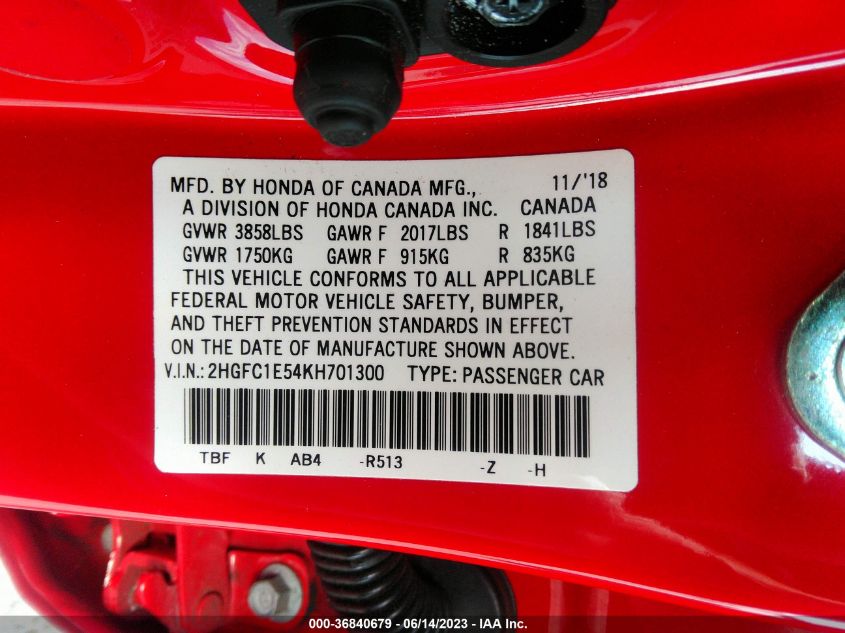 MFD. BY HONDA OF CANADA MFG., 11/'18
A DIVISION OF HONDA CANADA INC. CANADA
GVWR 3858LBS GAWR F 2017LBS R 1841LBS
GVWR 1750KG GAWR F 915KG R 835KG
THIS VEHICLE CONFORMS TO ALL APPLICABLE
FEDERAL MOTOR VEHICLE SAFETY, BUMPER,
AND THEFT PREVENTION STANDARDS IN EFFECT
ON THE DATE OF MANUFACTURE SHOWN ABOVE.
V.I.N.: 2HGFC1E54KH701300 TYPE: PASSENGER CAR
TBF K AB4 -R513 -Z -H
000-36840679 - 06/14/2023 - IAA Inc.